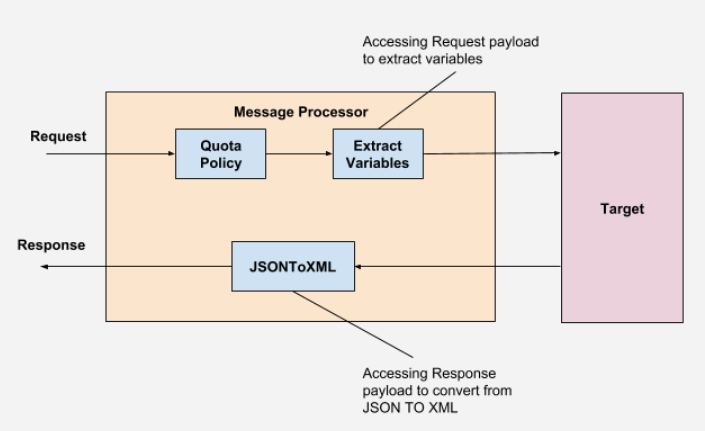 Accessing Request payload
to extract variables
Message Processor
Request
Quota
Policy
Extract
Variables
Target
Response
JSONToXML
Accessing Response
payload to convert from
JSON TO XML